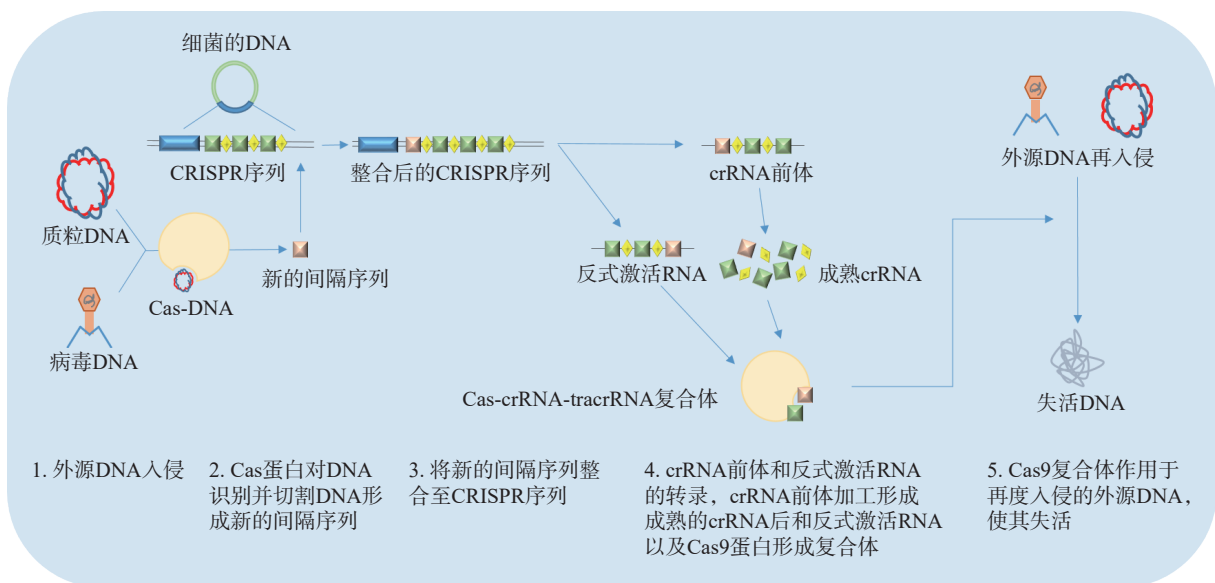 细菌的DNA
CRISPR序列
整合后的CRISPR序列
crRNA前体
外源DNA再入侵
质粒DNA
新的间隔序列
反式激活RNA
成熟crRNA
Cas-DNA
病毒DNA
Cas-crRNA-tracrRNA复合体
失活DNA
1. 外源DNA入侵
2. Cas蛋白对DNA
识别并切割DNA形
成新的间隔序列
3. 将新的间隔序列整
合至CRISPR序列
4. crRNA前体和反式激活RNA
的转录，crRNA前体加工形成
成熟的crRNA后和反式激活RNA
以及Cas9蛋白形成复合体
5. Cas9复合体作用于
再度入侵的外源DNA，
使其失活